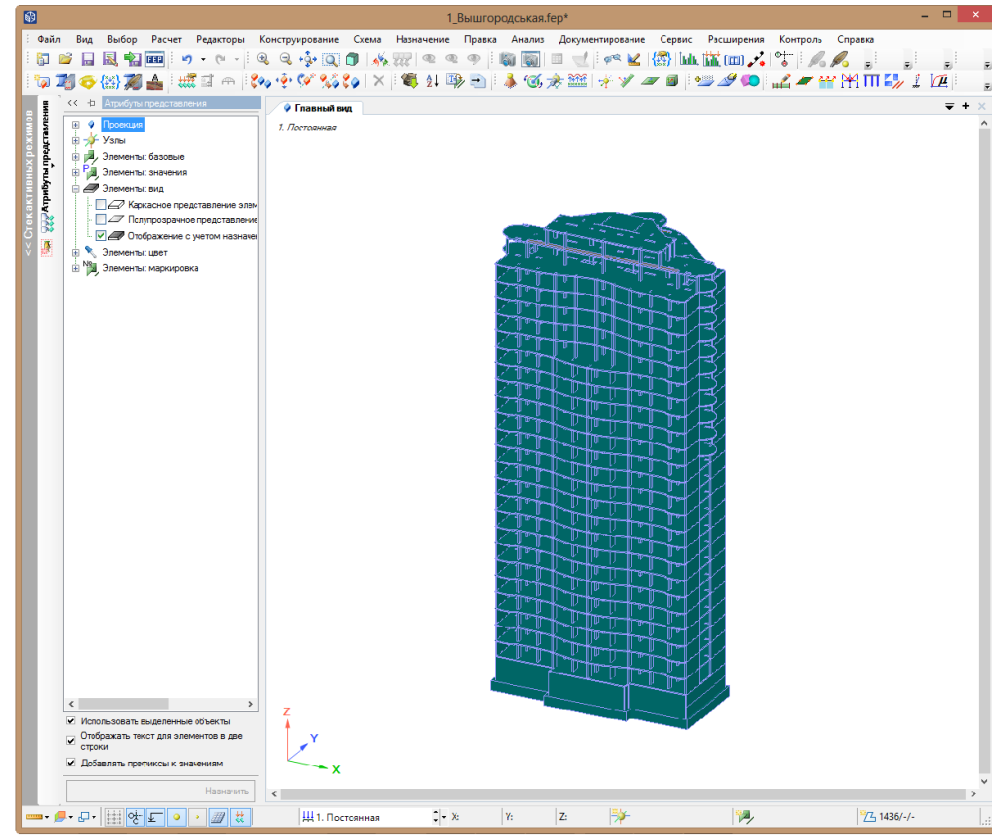 1_Вышгородськая.fep*
Файл Вид Выбор Расчет Редакторы Конструирование Схема Назначение Правка Анализ Документирование Сервис Расширения Контроль Справка
<< Атрибуты представления
Главный вид
<< Стек активных режимов
Атрибуты представления
1. Постоянная
Проекция
Узлы
Элементы: базовые
Элементы: значения
Элементы: вид
Каркасное представление элем
Полупрозрачное представление
Отображение с учетом назначе
Элементы: цвет
Элементы: маркировка
Z
Y
X
Использовать выделенные объекты
Отображать текст для элементов в две
строки
Добавлять префиксы к значениям
Назначить
1. Постоянная X: Y: Z: 1436/-/-